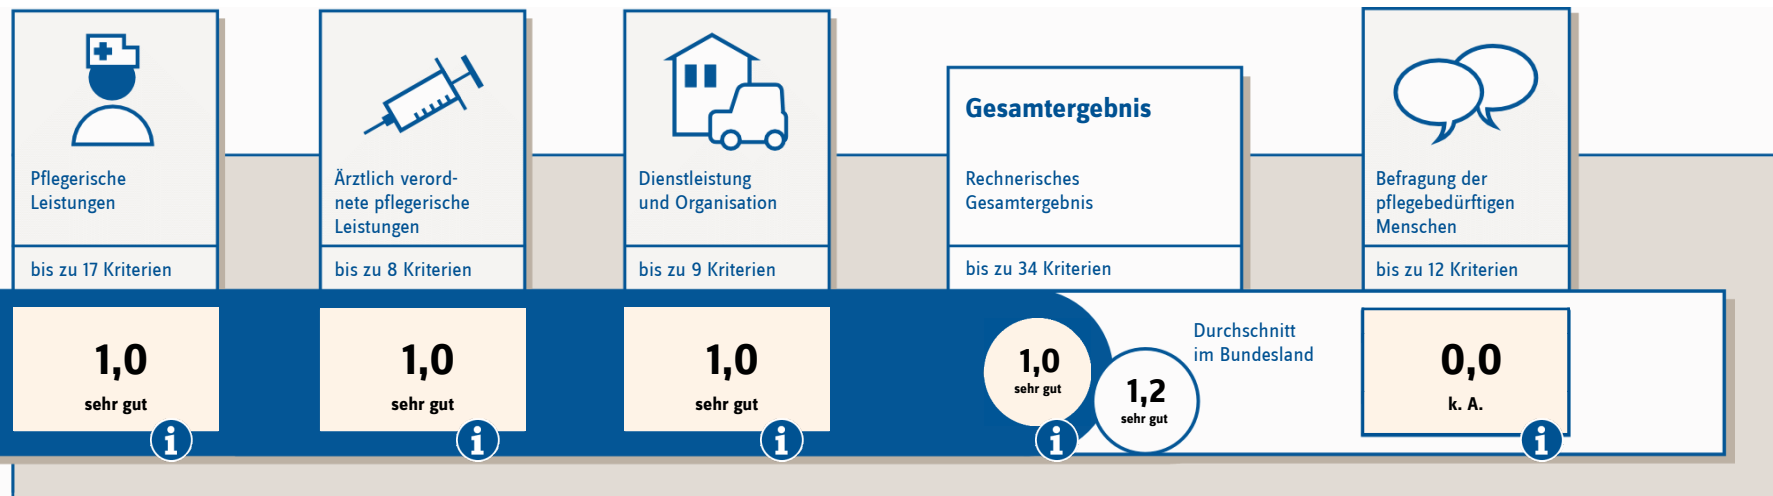 Pflegerische
Leistungen
bis zu 17 Kriterien
1,0
sehr gut
i
Ärztlich verord-
nete pflegerische
Leistungen
bis zu 8 Kriterien
1,0
sehr gut
i
Dienstleistung
und Organisation
bis zu 9 Kriterien
1,0
sehr gut
i
Gesamtergebnis
Rechnerisches
Gesamtergebnis
bis zu 34 Kriterien
1,0
sehr gut
i
1,2
sehr gut
Durchschnitt
im Bundesland
Befragung der
pflegebedürftigen
Menschen
bis zu 12 Kriterien
0,0
k. A.
i